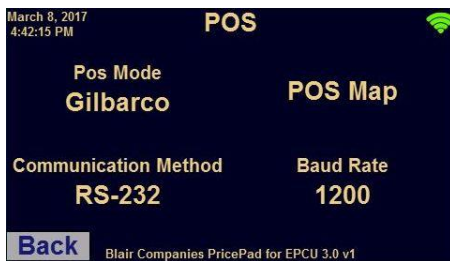 March 8, 2017
4:42:15 PM
POS
Pos Mode
Gilbarco
POS Map
Communication Method
RS-232
Baud Rate
1200
Back
Blair Companies PricePad for EPCU 3.0 v1